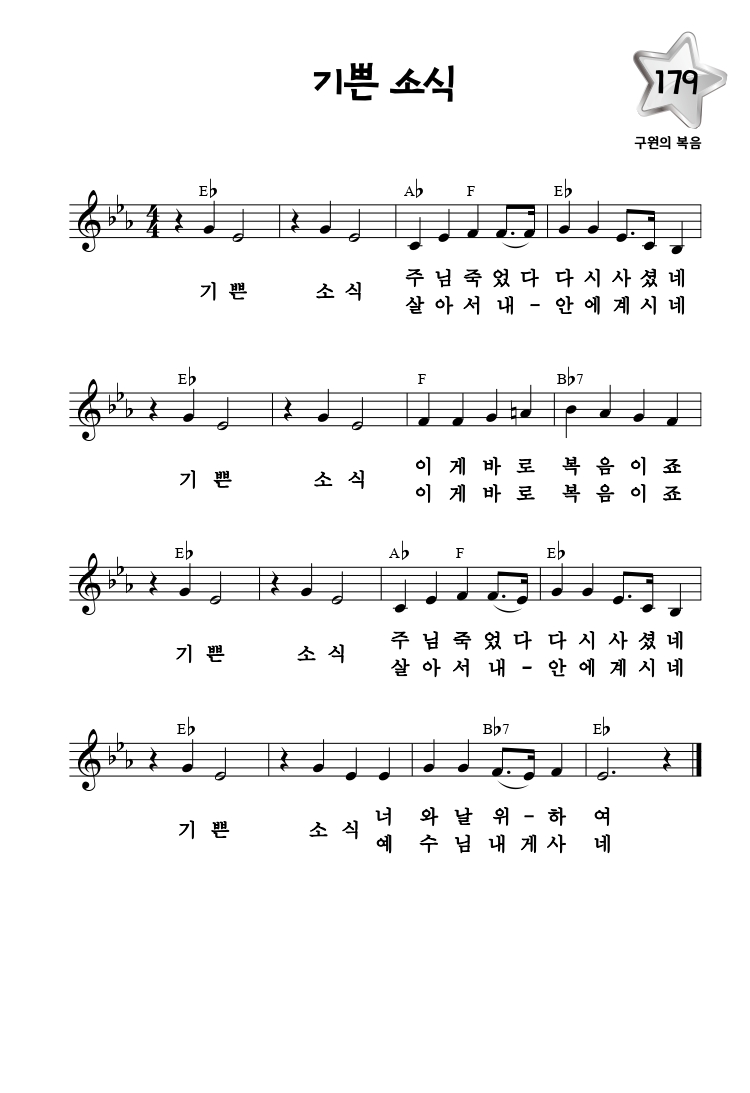 기쁜 소식
179
구원의 복음
E♭ A♭ F E♭
주 님 죽 었 다 다 시 사 셨 네
기 쁜 소 식
살 아 서 내 - 안 에 계 시 네
E♭ F B♭7
이 게 바 로 복 음 이 죠
기 쁜 소 식
이 게 바 로 복 음 이 죠
E♭ A♭ F E♭
주 님 죽 었 다 다 시 사 셨 네
기 쁜 소 식
살 아 서 내 - 안 에 계 시 네
E♭ B♭7 E♭
너 와 날 위 - 하 여
기 쁜 소 식
예 수 님 내 게 사 네